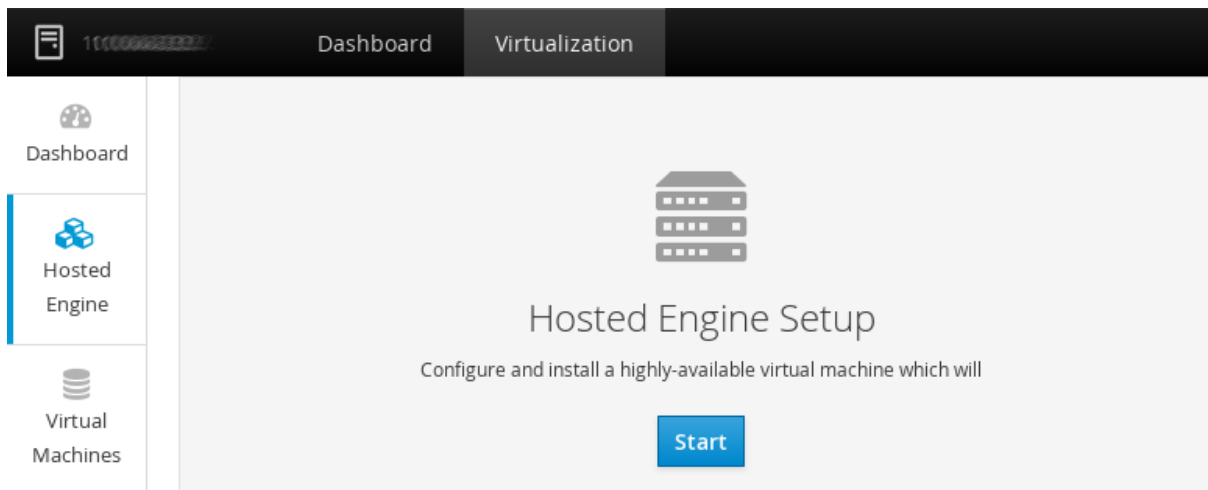 Dashboard
Virtualization
Dashboard
Hosted
Engine
Virtual
Machines
Hosted Engine Setup
Configure and install a highly-available virtual machine which will
Start